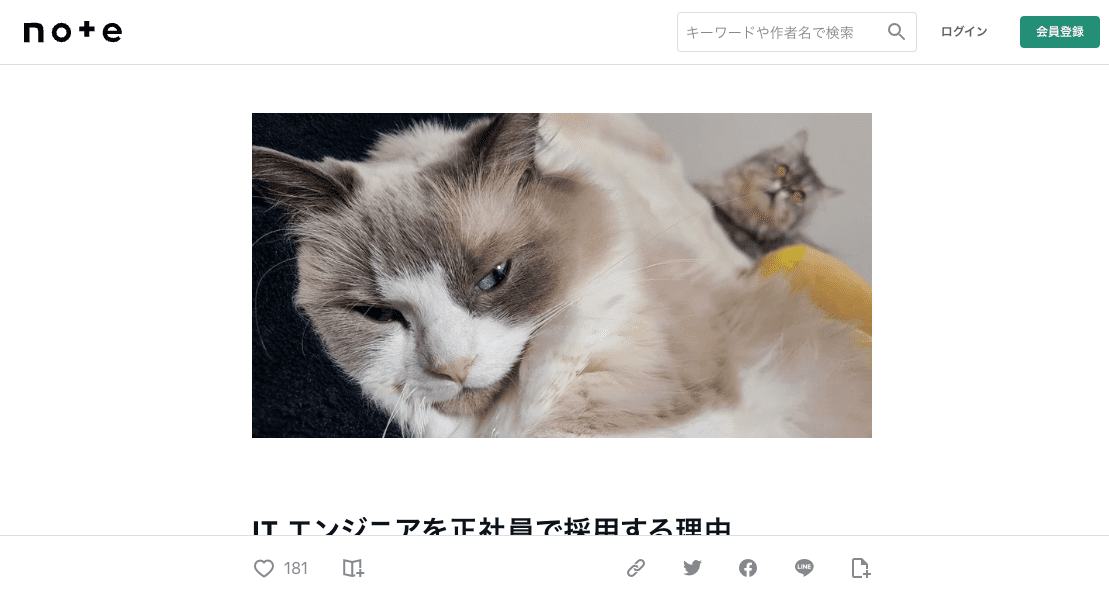 note
キーワードや作者名で検索
ログイン
会員登録
IT エンジニアを正社員で採用する理由
181
LINE